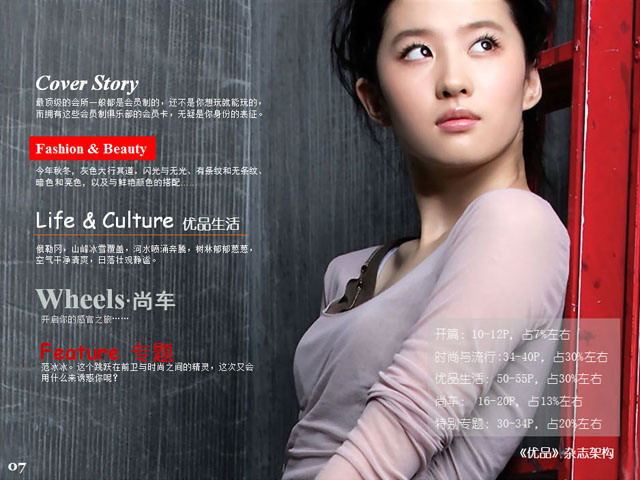 Cover Story
最顶级的会所一般都是会员制的，还不是你想玩就能玩的，
而拥有这些会员制俱乐部的会员卡，无疑是你身份的表征。
Fashion & Beauty
今年秋冬，灰色大行其道。闪光与无光、有条纹和无条纹、
暗色和亮色，以及与鲜艳颜色的搭配……
Life & Culture 优品生活
俄勒冈，山峰冰雪覆盖，河水喷涌奔腾，树林郁郁葱葱，
空气干净清爽，日落壮观静谧。
Wheels·尚车
开启你的感官之旅……
Feature 专题
范冰冰。这个跳跃在前卫与时尚之间的精灵，这次又会
用什么来诱惑你呢？
开篇：10-12P，占7%左右
时尚与流行:34-40P，占30%左右
优品生活：50-55P，占30%左右
尚车： 16-20P，占13%左右
特别专题：30-34P，占20%左右
《优品》杂志架构
07